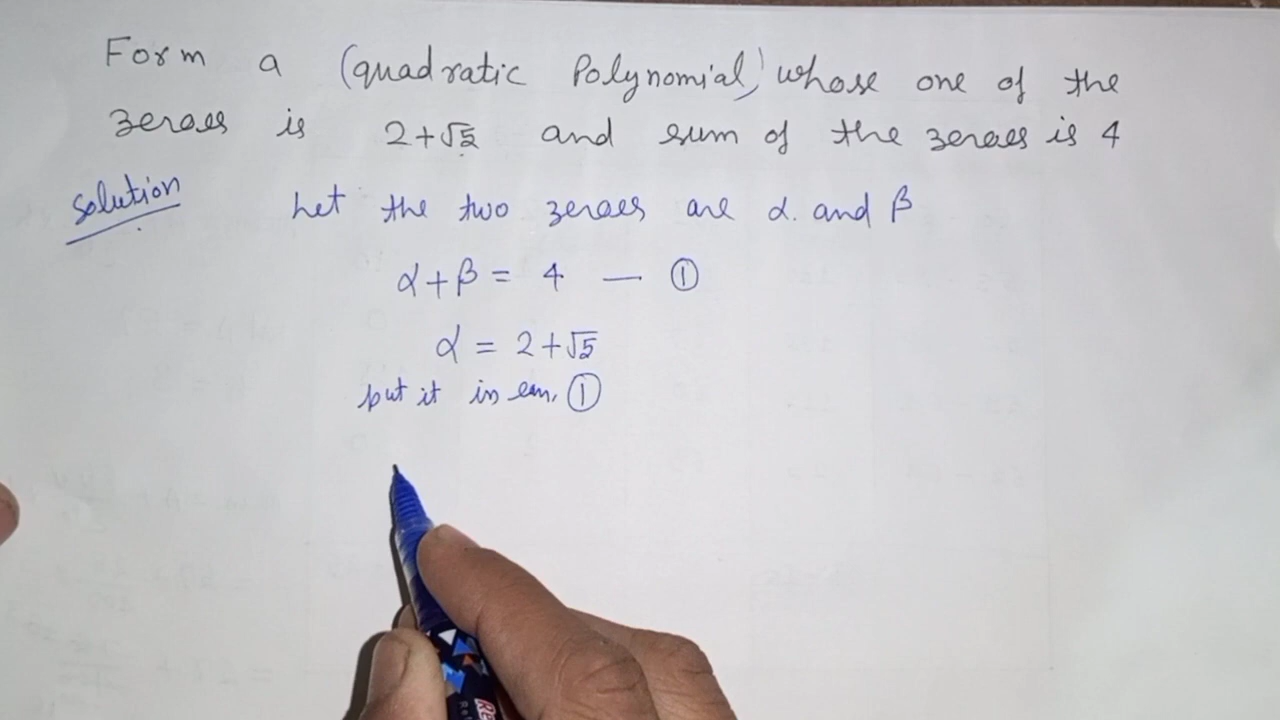 Form a (quadratic Polynomial) whose one of the
zeroes is 2+√5 and sum of the zeroes is 4
Solution Let the two zeroes are α. and β
α+β = 4 — ①
α = 2+√5
put it in eqn. ①